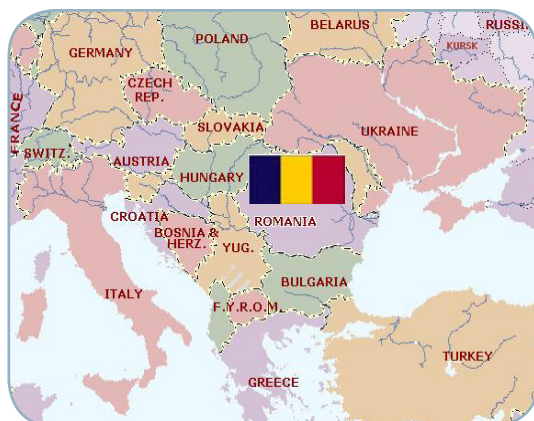 BELARUS
RUSSI
POLAND
KURSK
GERMANY
CZECH
REP.
FRANCE
SLOVAKIA
UKRAINE
SWITZ.
AUSTRIA
HUNGARY
CROATIA
ROMANIA
BOSNIA &
HERZ.
YUG.
BULGARIA
ITALY
F.Y.R.O.M.
TURKEY
GREECE